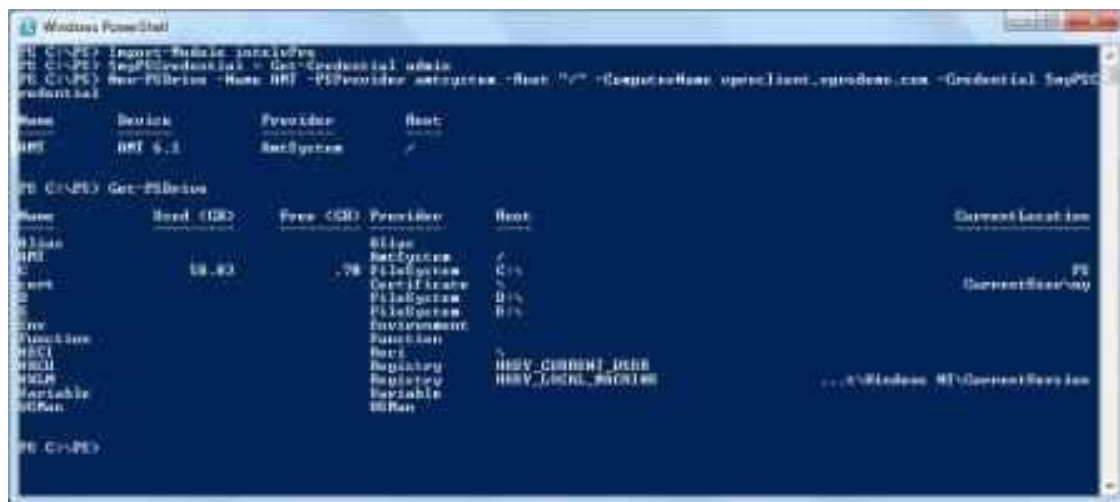 Windows PowerShell
PS C:\PS> Import-Module intelvPro
PS C:\PS> $myPSCredential = Get-Credential admin
PS C:\PS> New-PSDrive -Name AMT -PSProvider amtsystem -Root "/" -ComputerName vproclient.vprodemo.com -Credential $myPSC
redential
Name Device Provider Root
AMT AMT 6.1 AmtSystem /
PS C:\PS> Get-PSDrive
Name Used (GB) Free (GB) Provider Root CurrentLocation
Alias Alias
AMT AmtSystem /
C FileSystem C:\ PS
cert Certificate \ CurrentUser\my
D FileSystem D:\
FileSystem
Env Environment
Function Function
HECI Heci \
HKCU Registry HKEY_CURRENT_USER
HKLM Registry HKEY_LOCAL_MACHINE ...t\Windows NT\CurrentVersion
Variable Variable
WSMan WSMan
PS C:\PS>